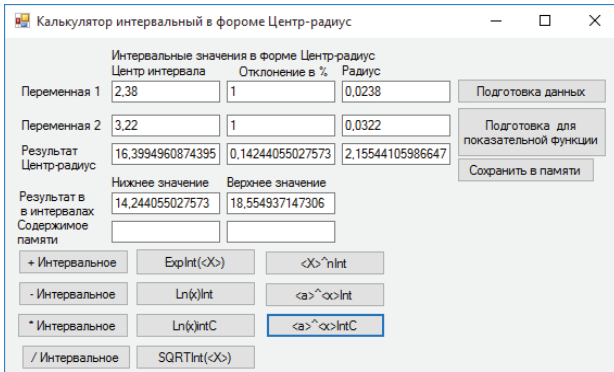 Калькулятор интервальный в фороме Центр-радиус
Интервальные значения в форме Центр-радиус
Центр интервала Отклонение в % Радиус
Переменная 1 2,38 1 0,0238 Подготовка данных
Переменная 2 3,22 1 0,0322 Подготовка для
показательной функции
Результат
Центр-радиус 16,3994960874395 0,14244055027573 2,15544105986647
Сохранить в памяти
Нижнее значение Верхнее значение
Результат в
в интервалах 14,244055027573 18,554937147306
Содержимое
памяти
+ Интервальное ExpInt(<X>) <X>^nInt
- Интервальное Ln(x)Int <a>^<x>Int
* Интервальное Ln(x)intC <a>^<x>IntC
/ Интервальное SQRTInt(<X>)